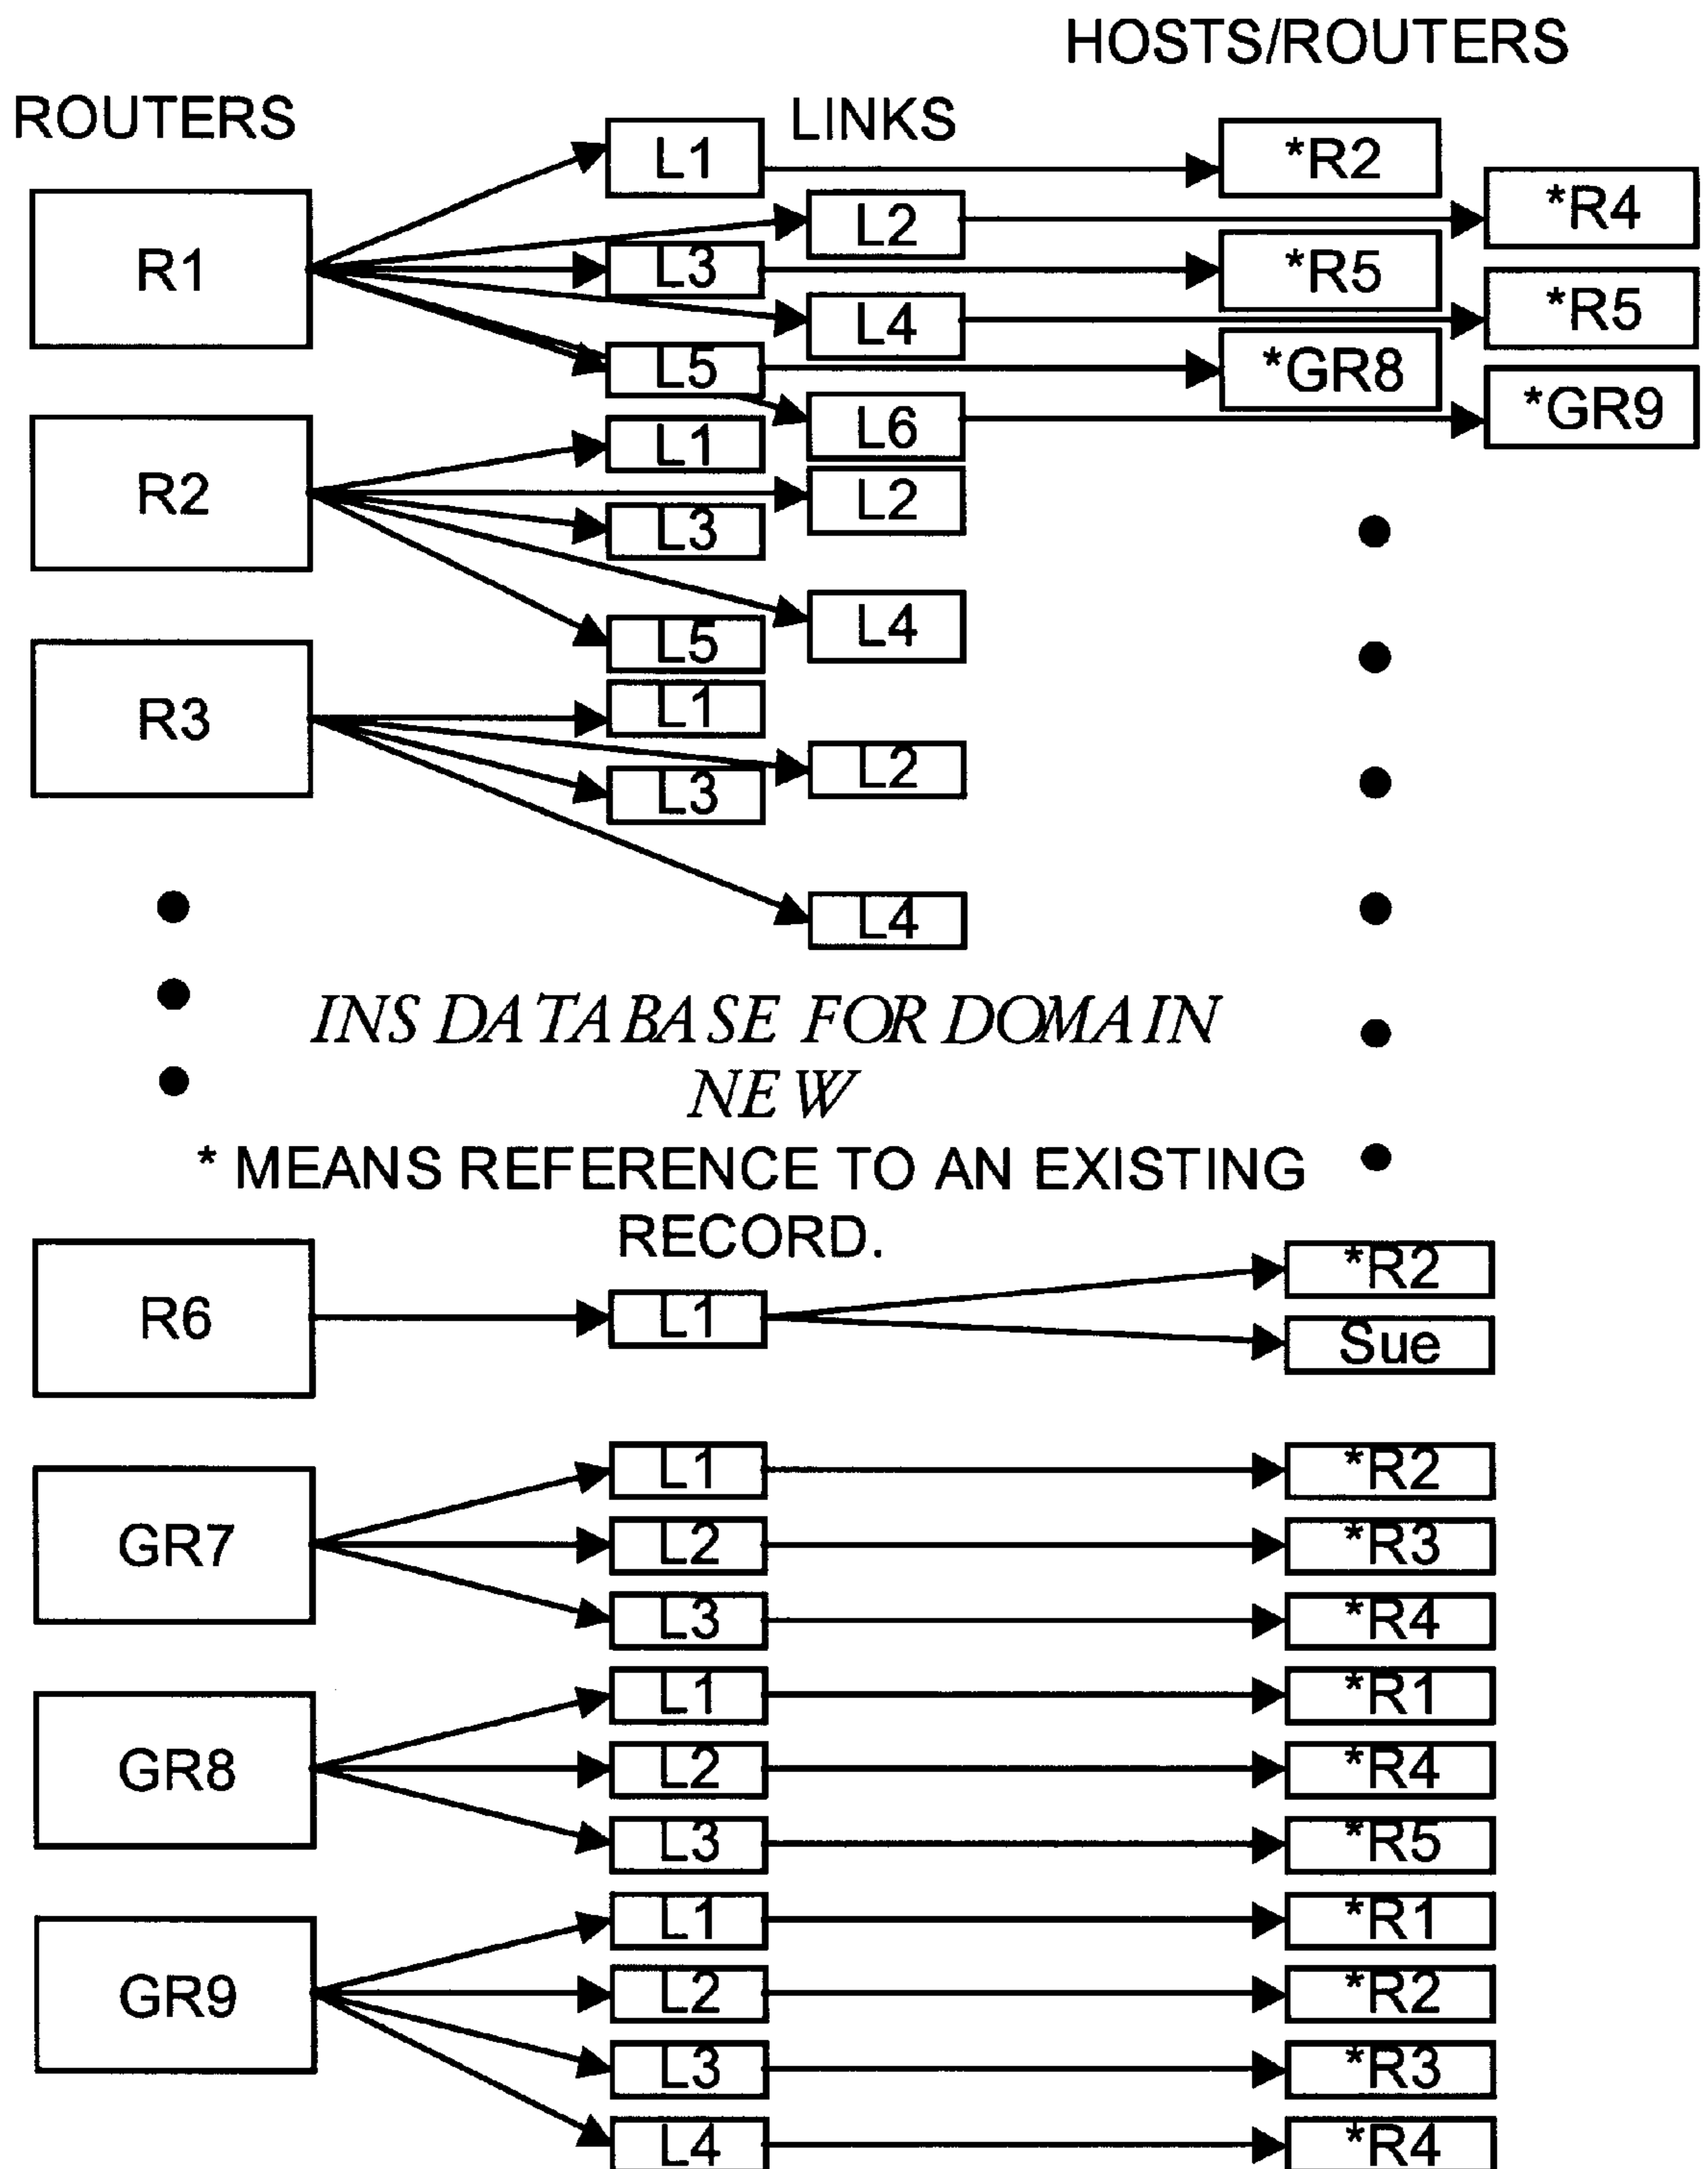 HOSTS/ROUTERS
ROUTERS
LINKS
L1
*R2
R1
L2
*R4
L3
*R5
L4
*R5
L5
*GR8
L6
*GR9
R2
L1
L2
L3
L4
L5
R3
L1
L2
L3
L4
INS DATABASE FOR DOMAIN
NEW
* MEANS REFERENCE TO AN EXISTING
RECORD.
R6
L1
*R2
Sue
GR7
L1
*R2
L2
*R3
L3
*R4
GR8
L1
*R1
L2
*R4
L3
*R5
GR9
L1
*R1
L2
*R2
L3
*R3
L4
*R4